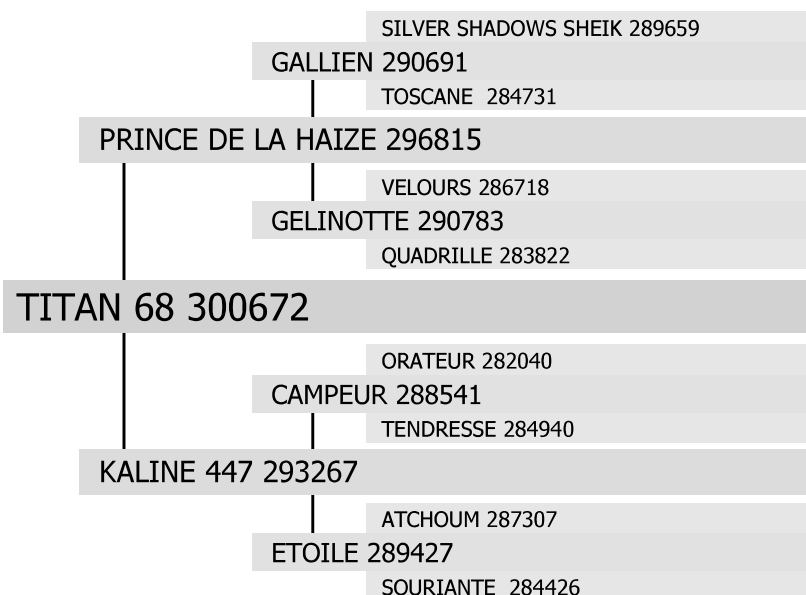 SILVER SHADOWS SHEIK 289659
GALLIEN 290691
TOSCANE 284731
PRINCE DE LA HAIZE 296815
VELOURS 286718
GELINOTTE 290783
QUADRILLE 283822
TITAN 68 300672
ORATEUR 282040
CAMPEUR 288541
TENDRESSE 284940
KALINE 447 293267
ATCHOUM 287307
ETOILE 289427
SOURIANTE 284426